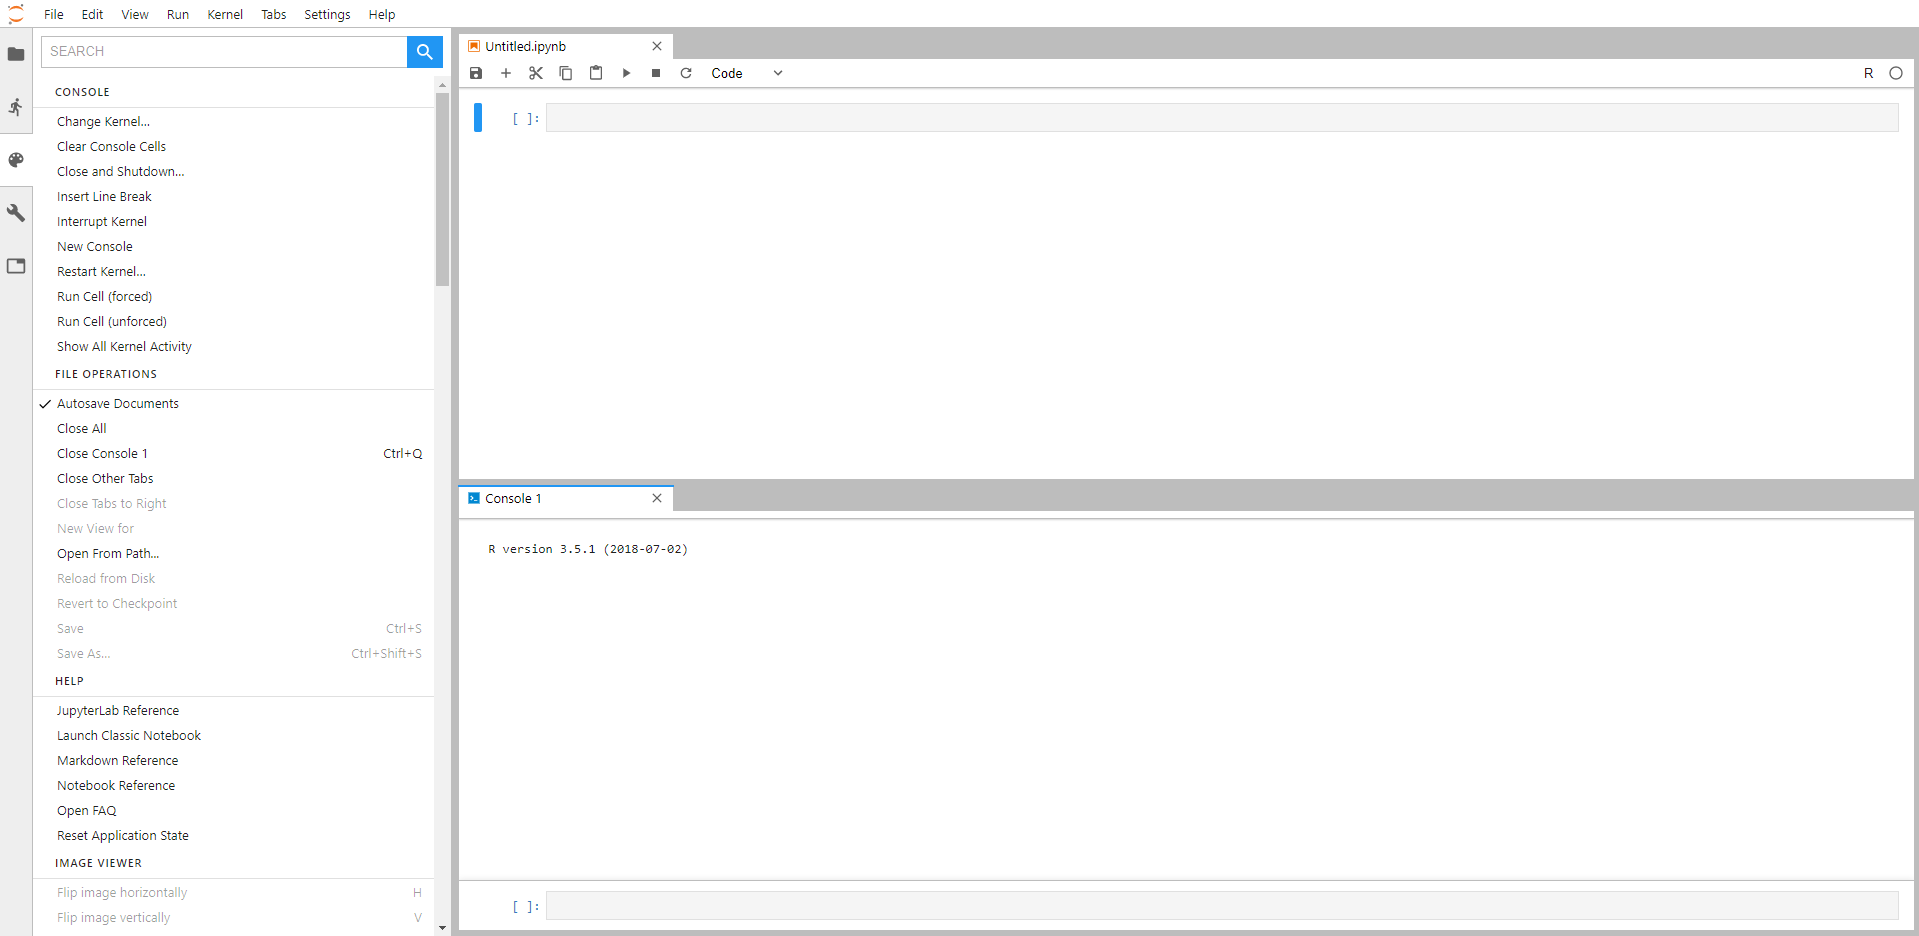 File Edit View Run Kernel Tabs Settings Help
SEARCH
CONSOLE
Change Kernel...
Clear Console Cells
Close and Shutdown...
Insert Line Break
Interrupt Kernel
New Console
Restart Kernel...
Run Cell (forced)
Run Cell (unforced)
Show All Kernel Activity
FILE OPERATIONS
Autosave Documents
Close All
Close Console 1 Ctrl+Q
Close Other Tabs
Close Tabs to Right
New View for
Open From Path...
Reload from Disk
Revert to Checkpoint
Save Ctrl+S
Save As... Ctrl+Shift+S
HELP
JupyterLab Reference
Launch Classic Notebook
Markdown Reference
Notebook Reference
Open FAQ
Reset Application State
IMAGE VIEWER
Flip image horizontally H
Flip image vertically V
Untitled.ipynb
Code R
[ ]:
Console 1
R version 3.5.1 (2018-07-02)
[ ]: